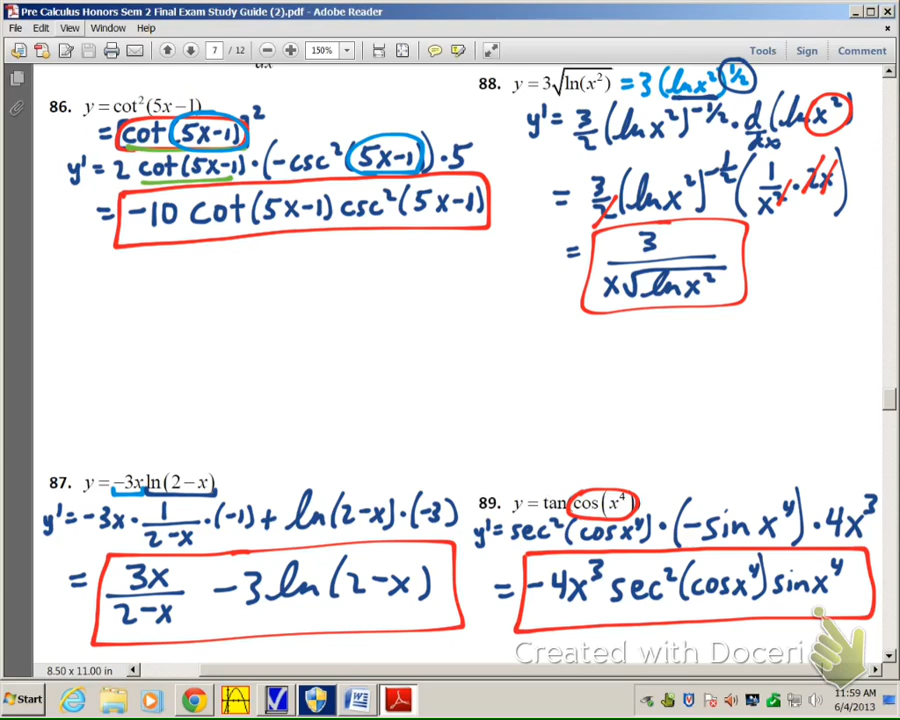 Pre Calculus Honors Sem 2 Final Exam Study Guide (2).pdf - Adobe Reader
File Edit View Window Help
7 / 12 150% Tools Sign Comment
dx
86. y = cot²(5x−1)
= [cot(5x−1)]²
y' = 2 cot(5x−1)·(−csc²(5x−1))·5
= −10 cot(5x−1) csc²(5x−1)
88. y = 3√ln(x²) = 3(ln x²)^1/2
y' = 3/2 (ln x²)^−1/2 · d/dx (ln x²)
= 3/2 (ln x²)^−1/2 (1/x² · 2x)
= 3/(x√ln x²)
87. y = −3x ln(2−x)
y' = −3x · 1/(2−x) · (−1) + ln(2−x)·(−3)
= 3x/(2−x) − 3 ln(2−x)
89. y = tan(cos(x⁴))
y' = sec²(cos x⁴)·(−sin x⁴)·4x³
= −4x³ sec²(cos x⁴) sin x⁴
Created with Doceri
8.50 x 11.00 in
Start
11:59 AM
6/4/2013